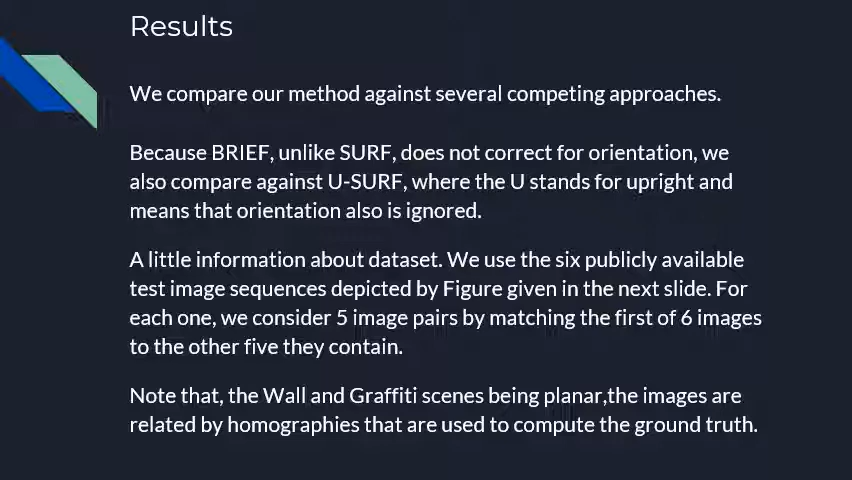 Results
We compare our method against several competing approaches.
Because BRIEF, unlike SURF, does not correct for orientation, we
also compare against U-SURF, where the U stands for upright and
means that orientation also is ignored.
A little information about dataset. We use the six publicly available
test image sequences depicted by Figure given in the next slide. For
each one, we consider 5 image pairs by matching the first of 6 images
to the other five they contain.
Note that, the Wall and Graffiti scenes being planar,the images are
related by homographies that are used to compute the ground truth.